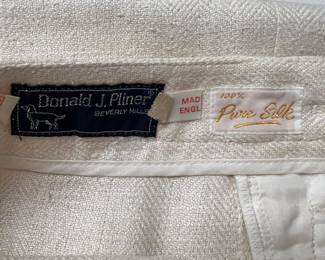 Donald J. Pliner
BEVERLY HILLS
MAD
ENGL
100%
Pure Silk